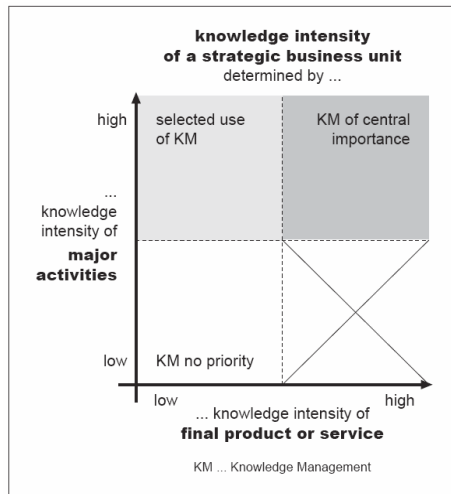 knowledge intensity
of a strategic business unit
determined by ...
high
selected use
of KM
KM of central
importance
...
knowledge
intensity of
major
activities
low
KM no priority
low
high
... knowledge intensity of
final product or service
KM ... Knowledge Management